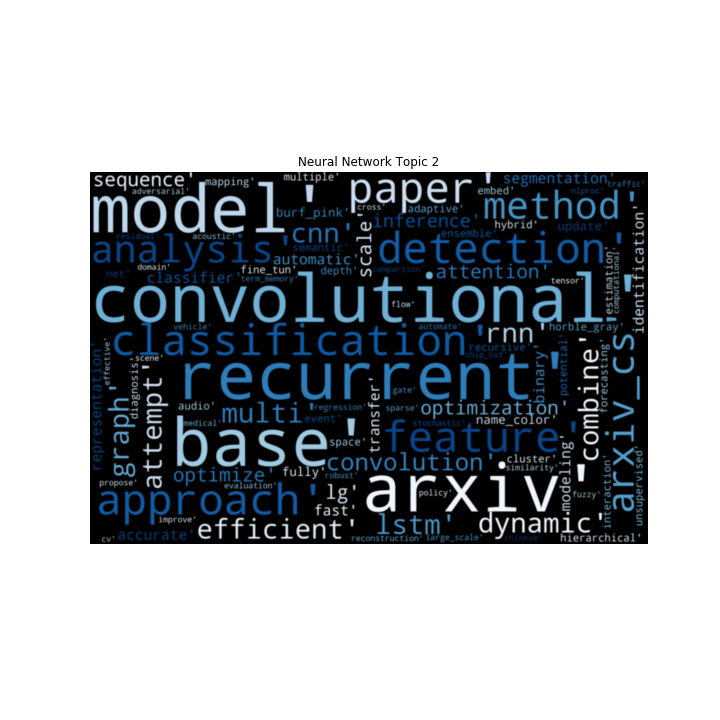 Neural Network Topic 2
sequence' mapping' multiple' segmentation' traffic'
adversarial' embed' nlproc'
model' paper' method'
burf_pink' cross' adaptive' hybrid' update'
residual' acoustic' cnn' inference' ensemble'
analysis' semantic' scale' detection' identification'
automatic' estimation' computational'
domain' fine_tun' depth' comparison' attention'
net' classifier' term_memory' tensor'
convolutional'
flow'
vehicle' automate' rnn' horble_gray'
classification' recursive'
chip_cut'
effective' scene' recurrent' binary' potential' forecasting'
representation' diagnosis' attempt' gate' combine' arxiv_cs'
graph' audio' multi' event' regression' transfer' sparse' optimization'
medical' base' space' stochastic' name_color'
feature'
optimize' fully' convolution' cluster' similarity' modeling'
propose' evaluation' robust' interaction' unsupervised'
approach' lg' arxiv' policy' fuzzy'
fast'
improve' efficient' lstm' dynamic'
cv' accurate' reconstruction' large_scale' chinese' hierarchical'